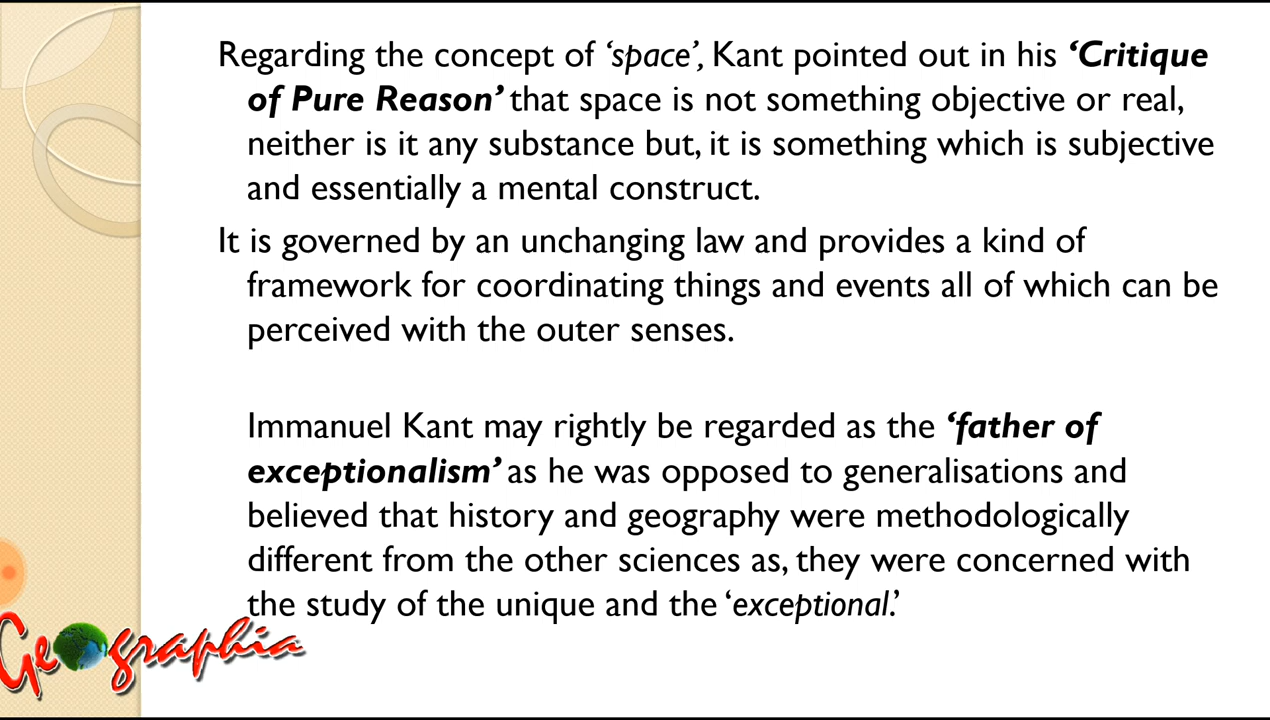 Regarding the concept of ‘space’, Kant pointed out in his ‘Critique
of Pure Reason’ that space is not something objective or real,
neither is it any substance but, it is something which is subjective
and essentially a mental construct.
It is governed by an unchanging law and provides a kind of
framework for coordinating things and events all of which can be
perceived with the outer senses.
Immanuel Kant may rightly be regarded as the ‘father of
exceptionalism’ as he was opposed to generalisations and
believed that history and geography were methodologically
different from the other sciences as, they were concerned with
the study of the unique and the ‘exceptional.’
Geographia